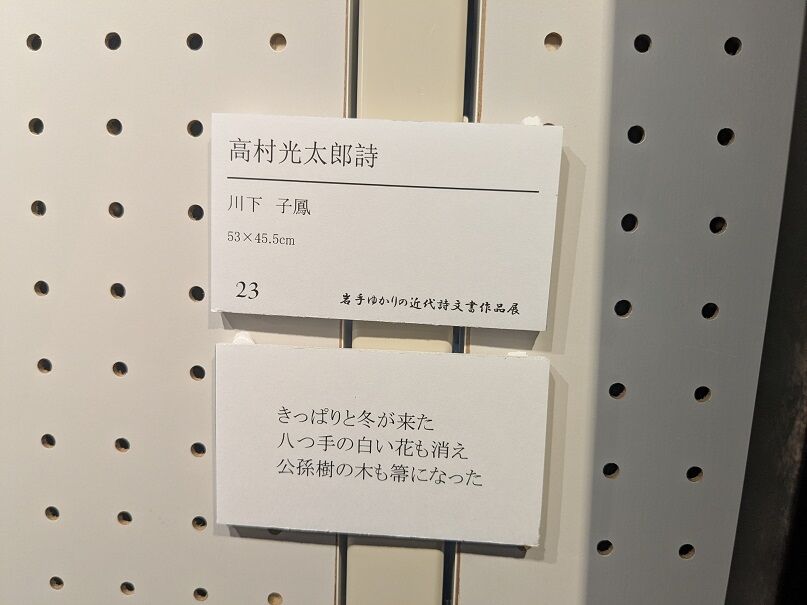 高村光太郎詩
川下 子鳳
53×45.5cm
23
岩手ゆかりの近代詩文書作品展
きっぱりと冬が来た
八つ手の白い花も消え
公孫樹の木も箒になった